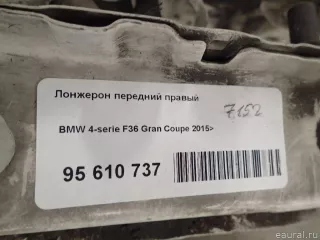 Лонжерон передний правый
7152
BMW 4-serie F36 Gran Coupe 2015>
95 610 737
eaural.ru